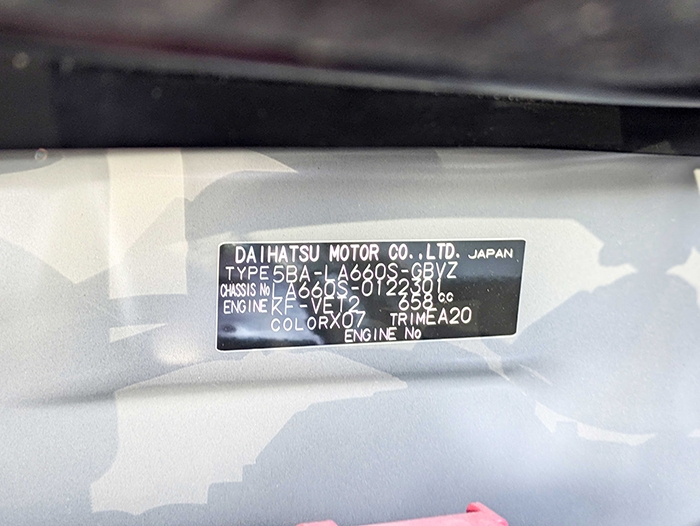 DAIHATSU MOTOR CO.,LTD. JAPAN
TYPE 5BA-LA660S-GBVZ
CHASSIS No LA660S-0122301
ENGINE KF-VET2 658 cc
COLOR X07 TRIM EA20
ENGINE No